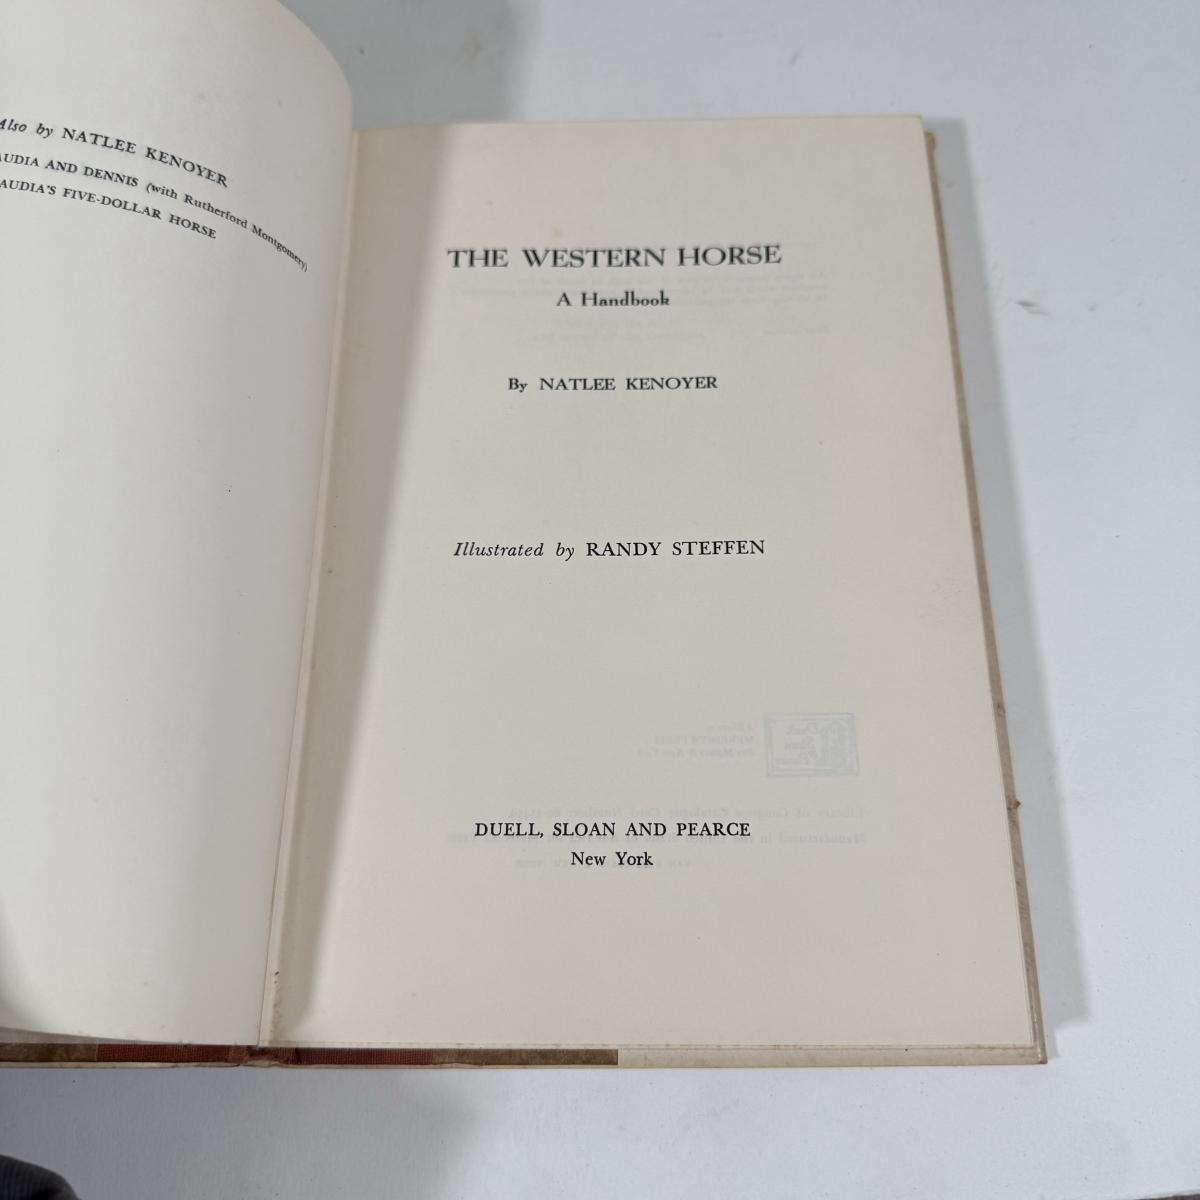 Also by NATLEE KENOYER
AUDIA AND DENNIS (with Rutherford Montgomery)
AUDIA'S FIVE-DOLLAR HORSE
THE WESTERN HORSE
A Handbook
By NATLEE KENOYER
Illustrated by RANDY STEFFEN
DUELL, SLOAN AND PEARCE
New York